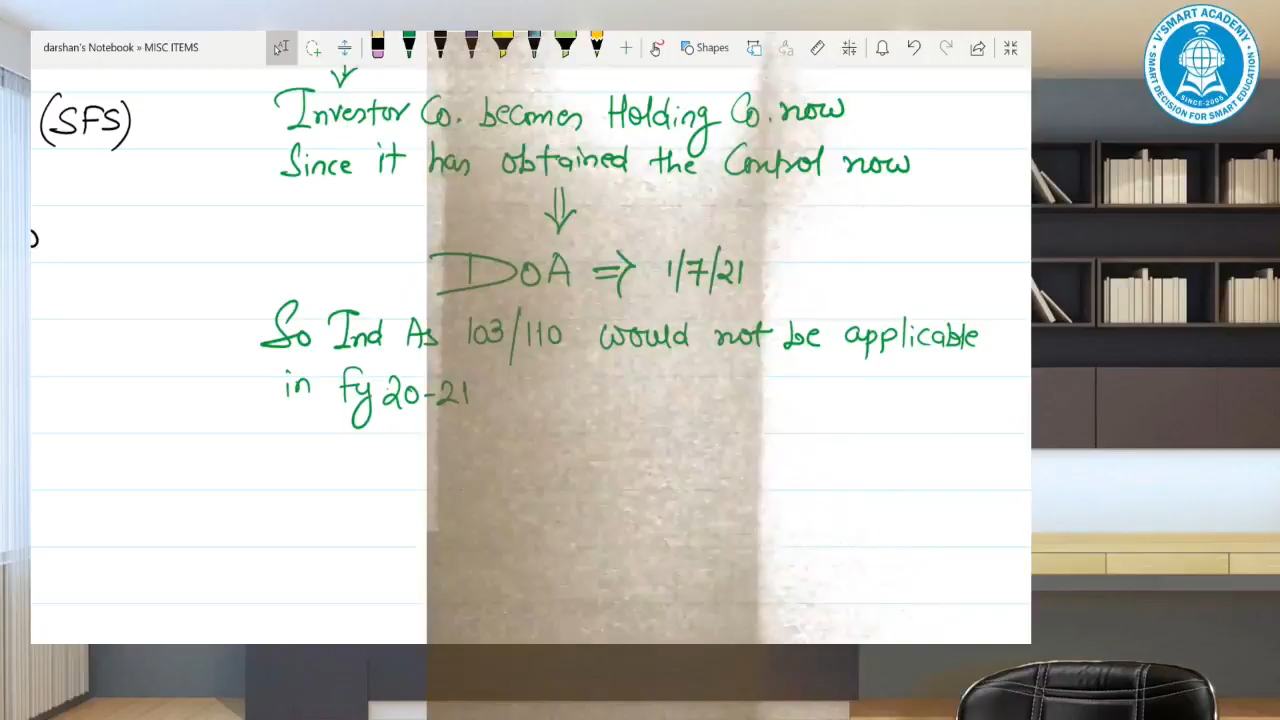 darshan's Notebook » MISC ITEMS
Shapes
V'SMART ACADEMY
SINCE-2005
SMART DECISION FOR SMART EDUCATION
(SFS)
Investor Co. becomes Holding Co. now
Since it has obtained the Control now
DoA ⇒ 1/7/21
So Ind As 103/110 would not be applicable
in fy 20-21